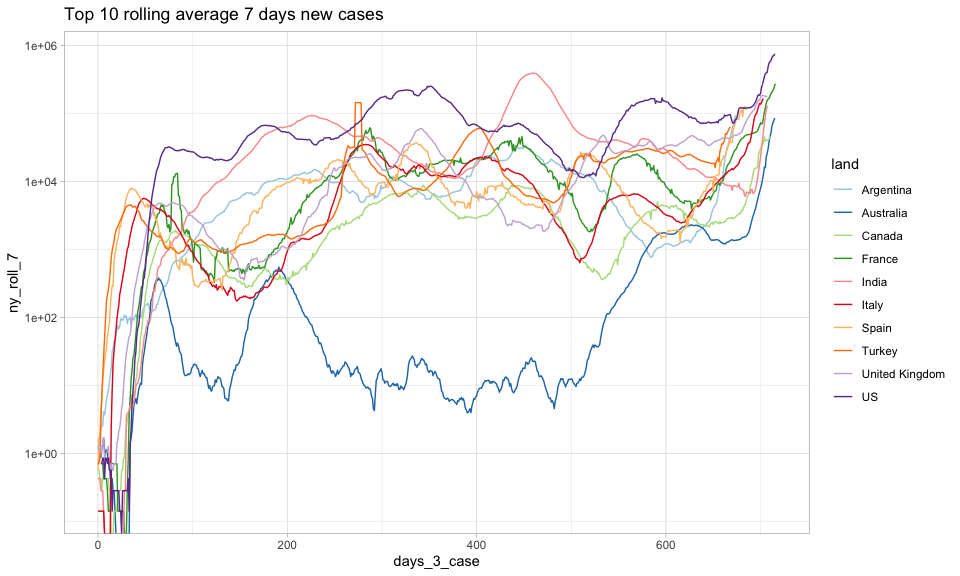 Top 10 rolling average 7 days new cases
1e+06
1e+04
1e+02
1e+00
ny_roll_7
0
200
400
600
days_3_case
land
Argentina
Australia
Canada
France
India
Italy
Spain
Turkey
United Kingdom
US